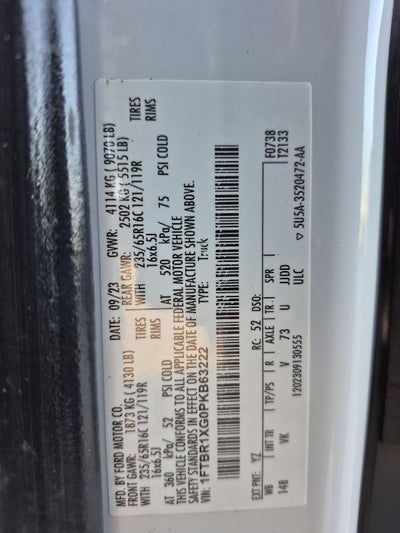 MFD. BY FORD MOTOR CO.
DATE: 09/23 GVWR: 4114 KG ( 9070 LB)
FRONT GAWR: 1873 KG ( 4130 LB) REAR GAWR: 2502 KG ( 5515 LB)
WITH 235/65R16C 121/119R TIRES WITH 235/65R16C 121/119R TIRES
16x6.5J RIMS 16x6.5J RIMS
AT 360 kPa/ 52 PSI COLD AT 520 kPa/ 75 PSI COLD
THIS VEHICLE CONFORMS TO ALL APPLICABLE FEDERAL MOTOR VEHICLE
SAFETY STANDARDS IN EFFECT ON THE DATE OF MANUFACTURE SHOWN ABOVE.
VIN: 1FTBR1XG0PKB63222 TYPE: Truck
F0738
T2133
EXT PNT: YZ RC: 52 DSO:
WB INT TR TP/PS R AXLE TR SPR
148 VK V 73 U JJDD
1202309130555 ULC ▽ 5U5A-3520472-AA